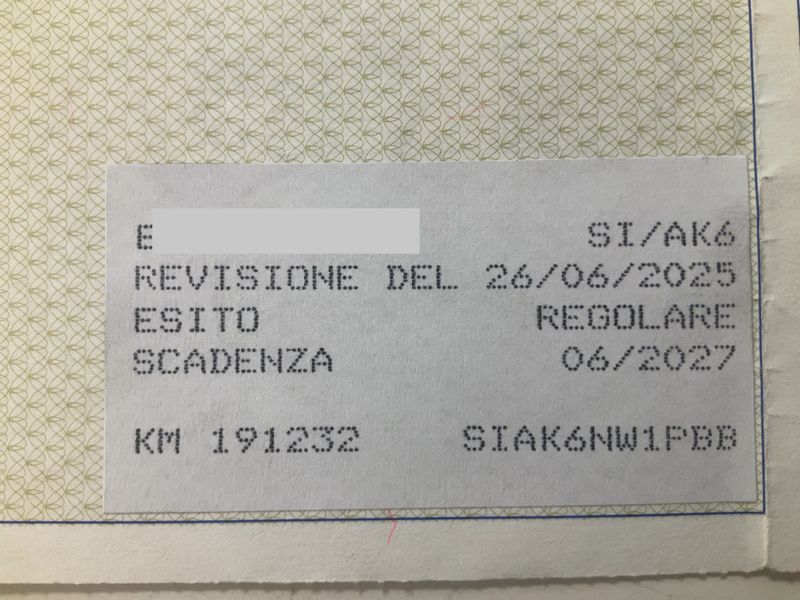 E SI/AK6
REVISIONE DEL 26/06/2025
ESITO REGOLARE
SCADENZA 06/2027
KM 191232 SIAK6NW1PBB